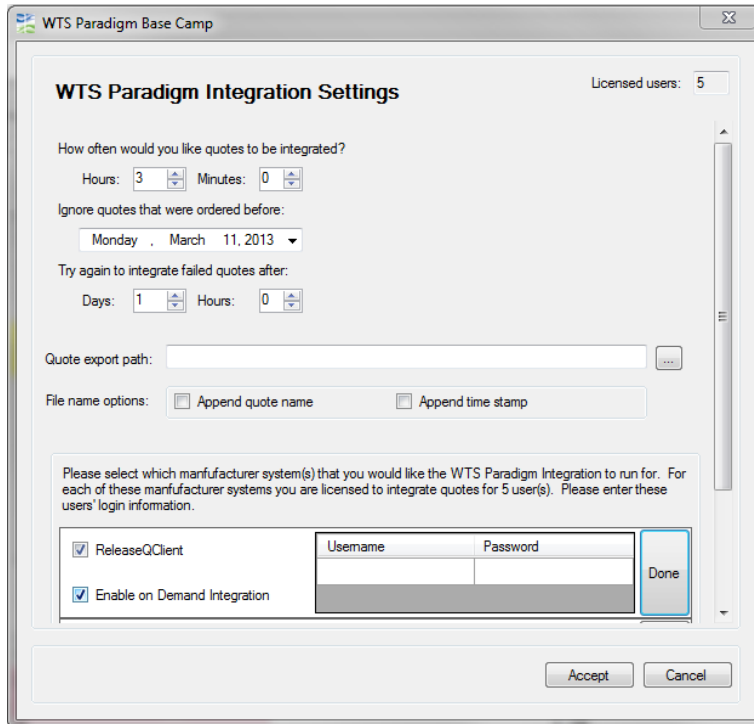 WTS Paradigm Base Camp
WTS Paradigm Integration Settings
Licensed users: 5
How often would you like quotes to be integrated?
Hours: 3 Minutes: 0
Ignore quotes that were ordered before:
Monday , March 11, 2013
Try again to integrate failed quotes after:
Days: 1 Hours: 0
Quote export path: ...
File name options: Append quote name Append time stamp
Please select which manfufacturer system(s) that you would like the WTS Paradigm Integration to run for. For
each of these manfufacturer systems you are licensed to integrate quotes for 5 user(s). Please enter these
users' login information.
ReleaseQClient
Username Password
Done
Enable on Demand Integration
Accept Cancel